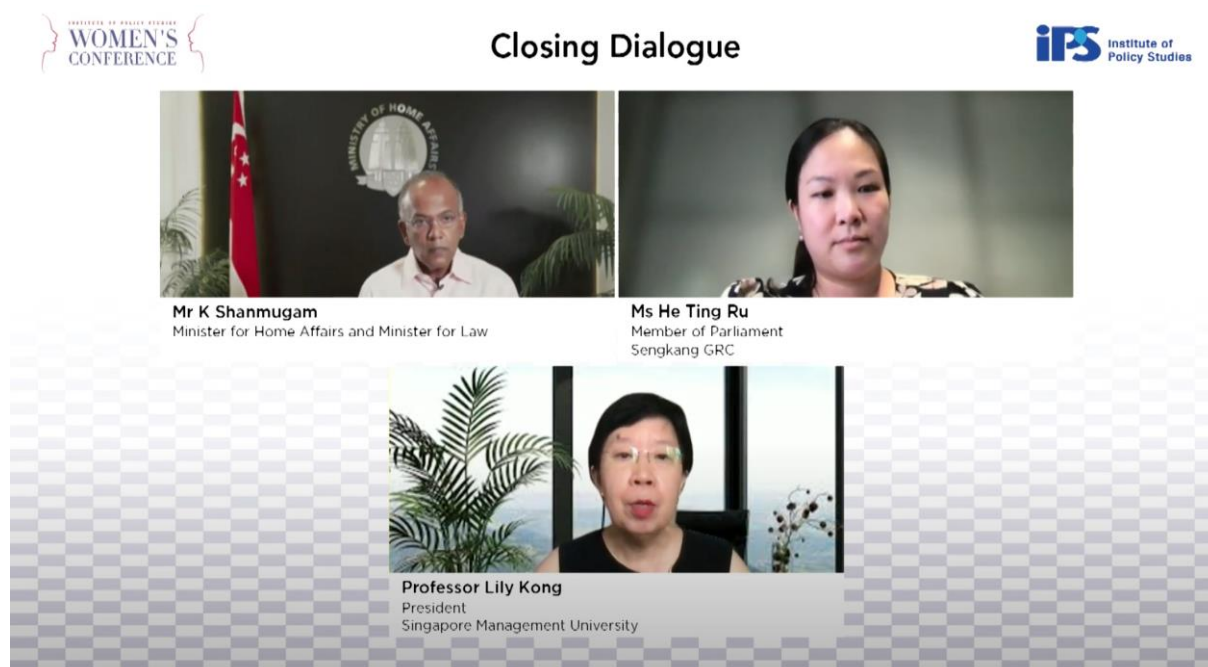 INSTITUTE OF POLICY STUDIES
WOMEN'S
CONFERENCE
Closing Dialogue
iPS Institute of
Policy Studies
MINISTRY OF HOME AFFAIRS
Mr K Shanmugam
Minister for Home Affairs and Minister for Law
Ms He Ting Ru
Member of Parliament
Sengkang GRC
Professor Lily Kong
President
Singapore Management University